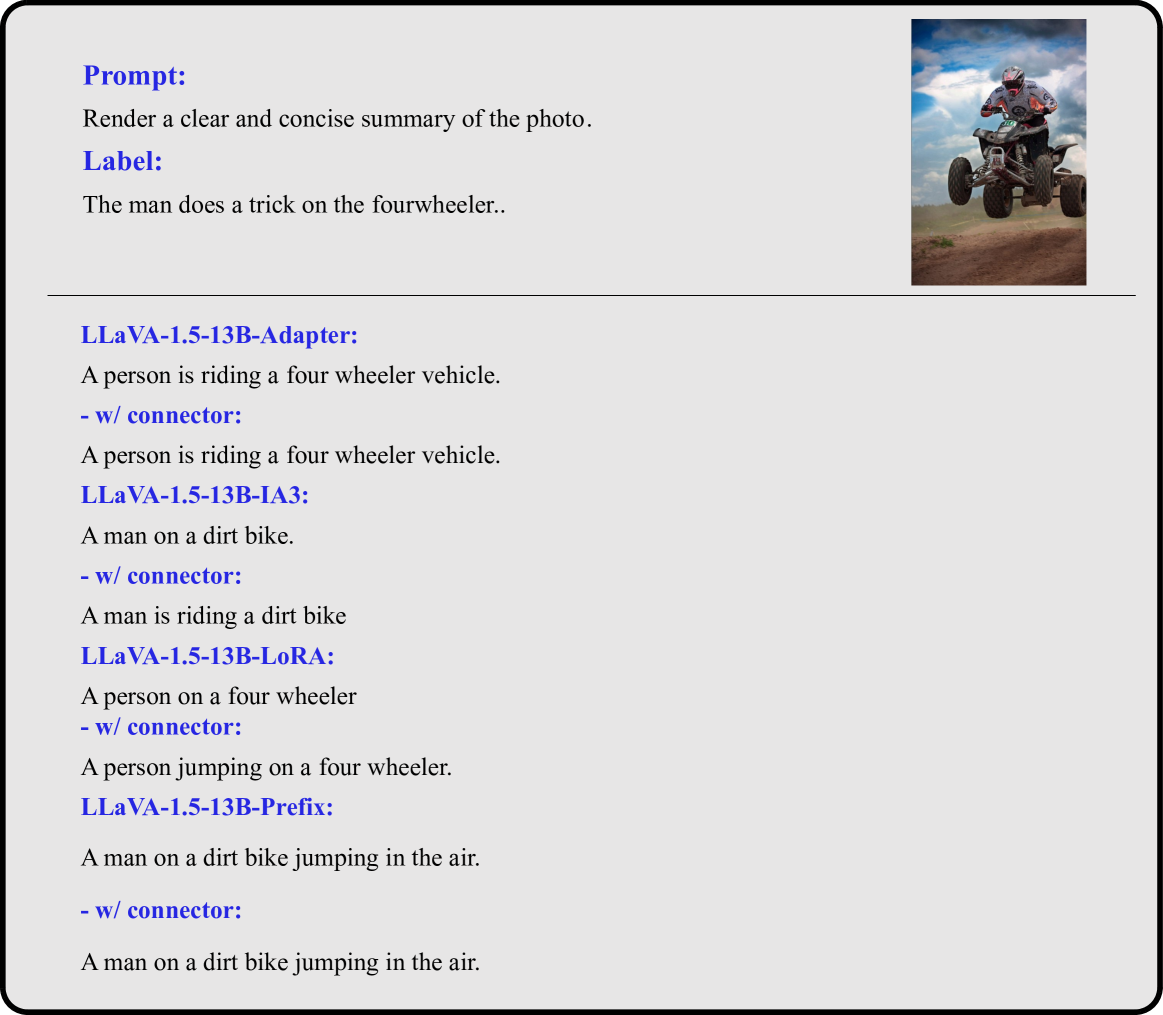 Prompt:
Render a clear and concise summary of the photo.
Label:
The man does a trick on the fourwheeler..
LLaVA-1.5-13B-Adapter:
A person is riding a four wheeler vehicle.
- w/ connector:
A person is riding a four wheeler vehicle.
LLaVA-1.5-13B-IA3:
A man on a dirt bike.
- w/ connector:
A man is riding a dirt bike
LLaVA-1.5-13B-LoRA:
A person on a four wheeler
- w/ connector:
A person jumping on a four wheeler.
LLaVA-1.5-13B-Prefix:
A man on a dirt bike jumping in the air.
- w/ connector:
A man on a dirt bike jumping in the air.